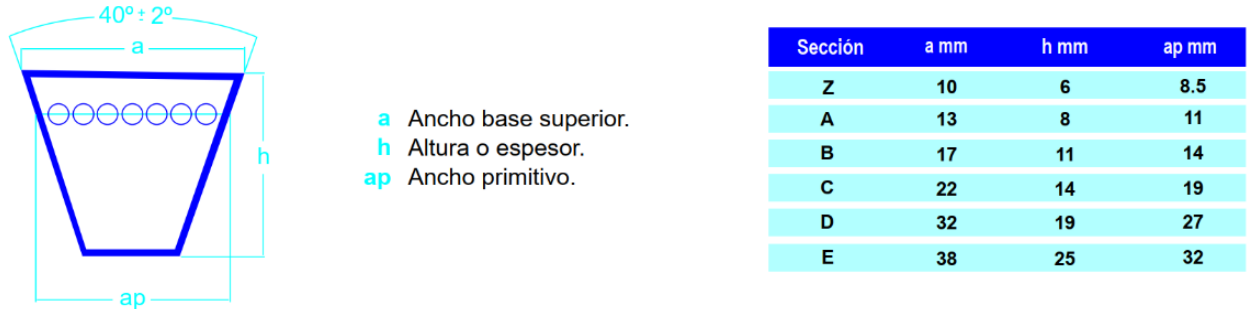 40º ± 2º
a
h
ap
a Ancho base superior.
h Altura o espesor.
ap Ancho primitivo.
Sección a mm h mm ap mm
Z 10 6 8.5
A 13 8 11
B 17 11 14
C 22 14 19
D 32 19 27
E 38 25 32